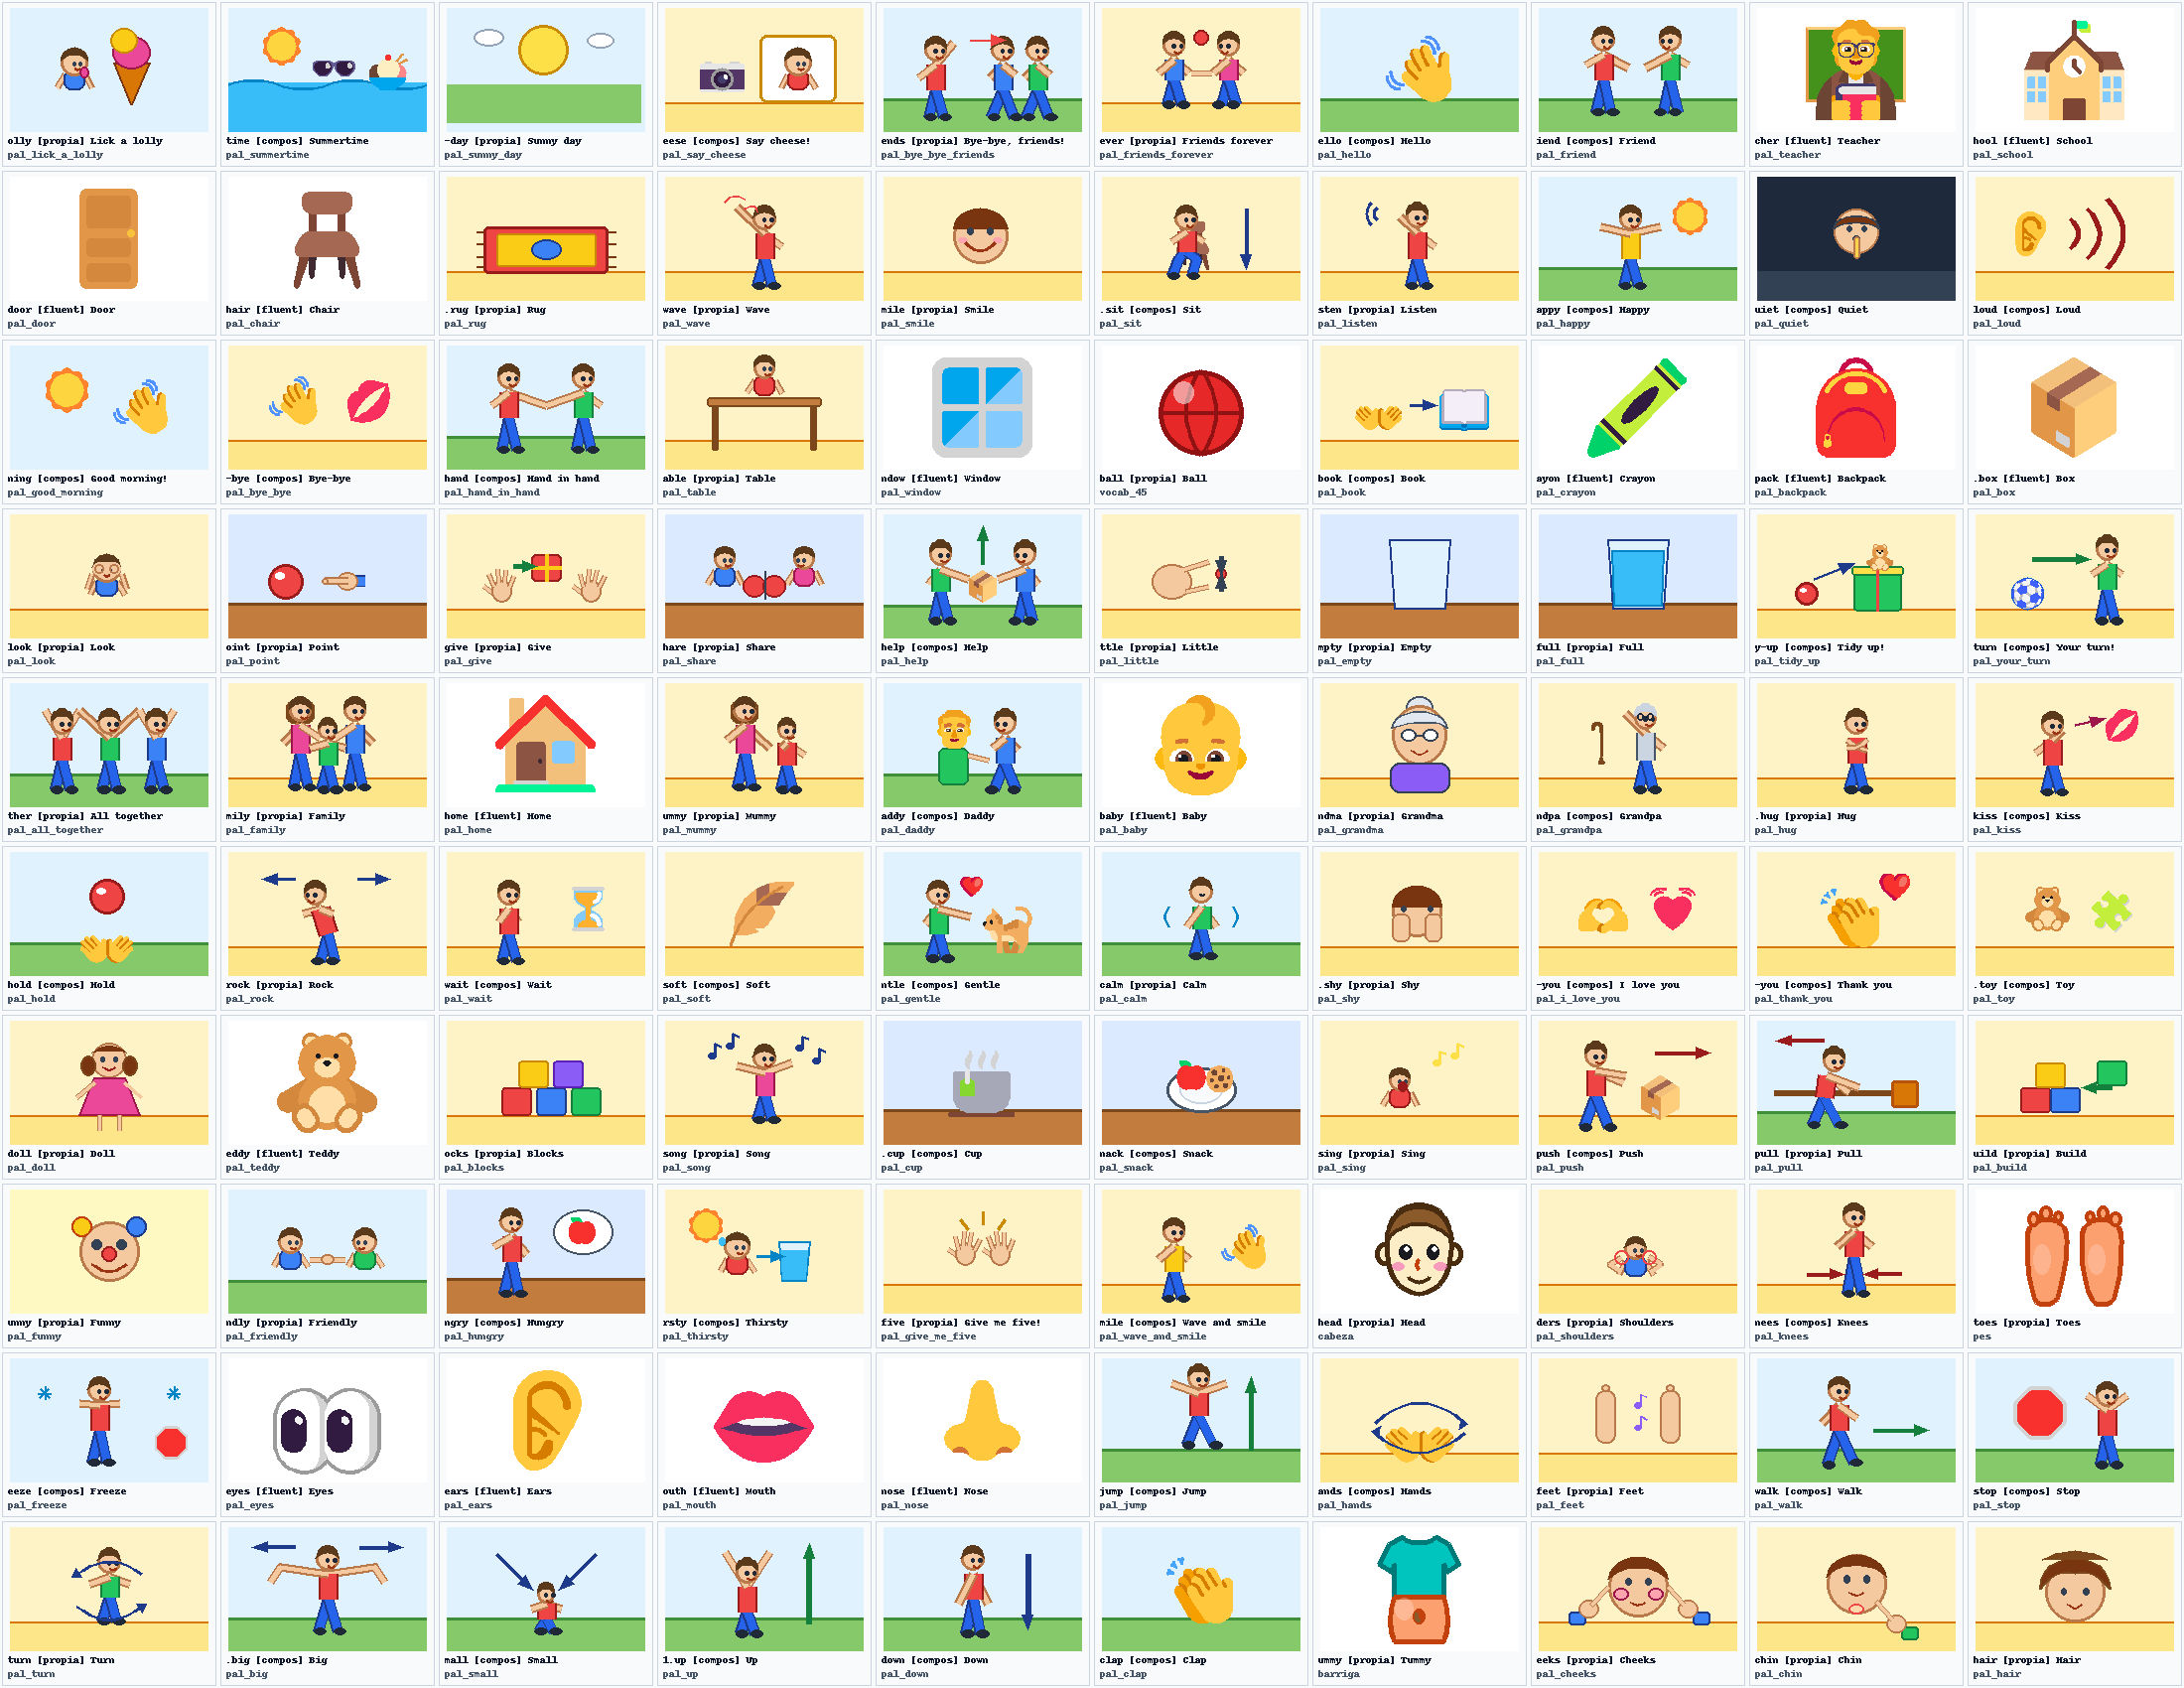 olly [propia] Lick a lolly
pal_lick_a_lolly
time [compos] Summertime
pal_summertime
-day [propia] Sunny day
pal_sunny_day
eese [compos] Say cheese!
pal_say_cheese
ends [propia] Bye-bye, friends!
pal_bye_bye_friends
ever [propia] Friends forever
pal_friends_forever
ello [compos] Hello
pal_hello
iend [compos] Friend
pal_friend
cher [fluent] Teacher
pal_teacher
hool [fluent] School
pal_school
door [fluent] Door
pal_door
hair [fluent] Chair
pal_chair
.rug [propia] Rug
pal_rug
wave [propia] Wave
pal_wave
mile [propia] Smile
pal_smile
.sit [compos] Sit
pal_sit
sten [propia] Listen
pal_listen
appy [compos] Happy
pal_happy
uiet [compos] Quiet
pal_quiet
loud [compos] Loud
pal_loud
ning [compos] Good morning!
pal_good_morning
-bye [compos] Bye-bye
pal_bye_bye
hand [compos] Hand in hand
pal_hand_in_hand
able [propia] Table
pal_table
ndow [fluent] Window
pal_window
ball [propia] Ball
vocab_45
book [compos] Book
pal_book
ayon [fluent] Crayon
pal_crayon
pack [fluent] Backpack
pal_backpack
.box [fluent] Box
pal_box
look [propia] Look
pal_look
oint [propia] Point
pal_point
give [propia] Give
pal_give
hare [propia] Share
pal_share
help [compos] Help
pal_help
ttle [propia] Little
pal_little
mpty [propia] Empty
pal_empty
full [propia] Full
pal_full
y-up [compos] Tidy up!
pal_tidy_up
turn [compos] Your turn!
pal_your_turn
ther [propia] All together
pal_all_together
mily [propia] Family
pal_family
home [fluent] Home
pal_home
ummy [propia] Mummy
pal_mummy
addy [compos] Daddy
pal_daddy
baby [fluent] Baby
pal_baby
ndma [propia] Grandma
pal_grandma
ndpa [compos] Grandpa
pal_grandpa
.hug [propia] Hug
pal_hug
kiss [compos] Kiss
pal_kiss
hold [compos] Hold
pal_hold
rock [propia] Rock
pal_rock
wait [compos] Wait
pal_wait
soft [compos] Soft
pal_soft
ntle [compos] Gentle
pal_gentle
calm [propia] Calm
pal_calm
.shy [propia] Shy
pal_shy
-you [compos] I love you
pal_i_love_you
-you [compos] Thank you
pal_thank_you
.toy [compos] Toy
pal_toy
doll [propia] Doll
pal_doll
eddy [fluent] Teddy
pal_teddy
ocks [propia] Blocks
pal_blocks
song [propia] Song
pal_song
.cup [compos] Cup
pal_cup
nack [compos] Snack
pal_snack
sing [propia] Sing
pal_sing
push [compos] Push
pal_push
pull [propia] Pull
pal_pull
uild [propia] Build
pal_build
unny [propia] Funny
pal_funny
ndly [propia] Friendly
pal_friendly
ngry [compos] Hungry
pal_hungry
rsty [compos] Thirsty
pal_thirsty
five [propia] Give me five!
pal_give_me_five
mile [compos] Wave and smile
pal_wave_and_smile
head [propia] Head
cabeza
ders [propia] Shoulders
pal_shoulders
nees [compos] Knees
pal_knees
toes [propia] Toes
pes
eeze [compos] Freeze
pal_freeze
eyes [fluent] Eyes
pal_eyes
ears [fluent] Ears
pal_ears
outh [fluent] Mouth
pal_mouth
nose [fluent] Nose
pal_nose
jump [compos] Jump
pal_jump
ands [compos] Hands
pal_hands
feet [propia] Feet
pal_feet
walk [compos] Walk
pal_walk
stop [compos] Stop
pal_stop
turn [propia] Turn
pal_turn
.big [compos] Big
pal_big
mall [compos] Small
pal_small
l.up [compos] Up
pal_up
down [compos] Down
pal_down
clap [compos] Clap
pal_clap
ummy [propia] Tummy
barriga
eeks [propia] Cheeks
pal_cheeks
chin [propia] Chin
pal_chin
hair [propia] Hair
pal_hair